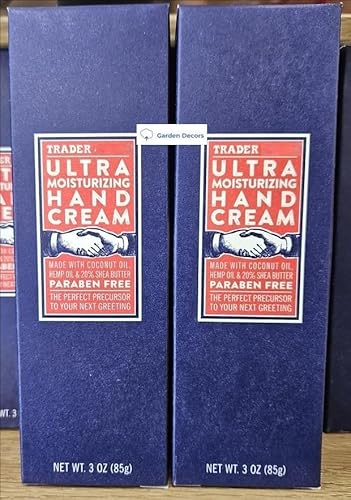 Garden Decors
TRADER
ULTRA
MOISTURIZING
HAND
CREAM
MADE WITH COCONUT OIL,
HEMP OIL & 20% SHEA BUTTER
PARABEN FREE
THE PERFECT PRECURSOR
TO YOUR NEXT GREETING
NET WT. 3 OZ (85g)
TRADER
ULTRA
MOISTURIZING
HAND
CREAM
MADE WITH COCONUT OIL,
HEMP OIL & 20% SHEA BUTTER
PARABEN FREE
THE PERFECT PRECURSOR
TO YOUR NEXT GREETING
NET WT. 3 OZ (85g)
WT. 3